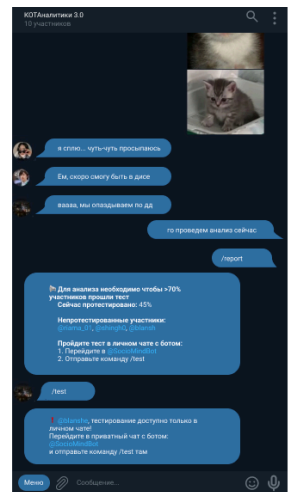 КОТАналитики 3.0
10 участников
я сплю... чуть-чуть просыпаюсь
Ем, скоро смогу быть в дисе
ваааа, мы опаздываем по дд
го проведем анализ сейчас
/report
Для анализа необходимо чтобы >70%
участников прошли тест
Сейчас протестировано: 45%
Непротестированные участники:
Пройдите тест в личном чате с ботом:
1. Перейдите в @SocioMindBot
2. Отправьте команду /test
/test
тестирование доступно только в
личном чате!
Перейдите в приватный чат с ботом:
@SocioMindBot
и отправьте команду /test там
Меню
Сообщение...